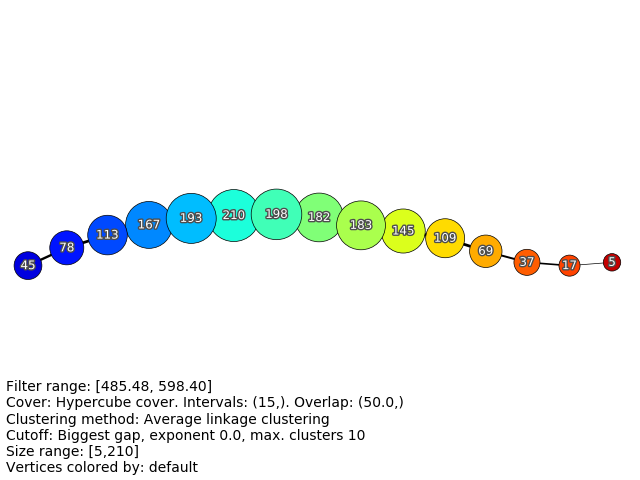 45 78 113 167 193 210 198 182 183 145 109 69 37 17 5
Filter range: [485.48, 598.40]
Cover: Hypercube cover. Intervals: (15,). Overlap: (50.0,)
Clustering method: Average linkage clustering
Cutoff: Biggest gap, exponent 0.0, max. clusters 10
Size range: [5,210]
Vertices colored by: default